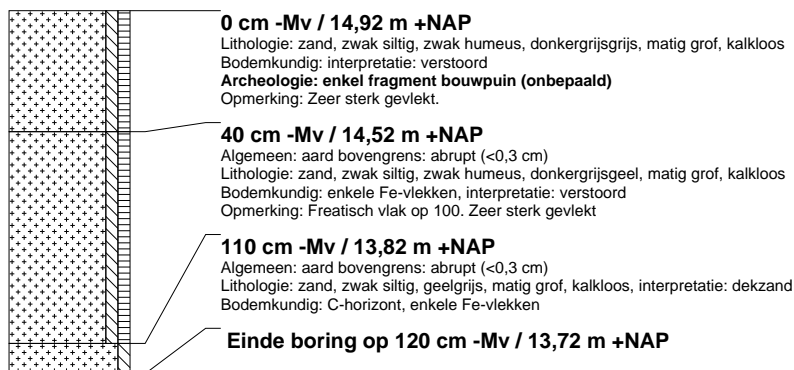 0 cm -Mv / 14,92 m +NAP
Lithologie: zand, zwak siltig, zwak humeus, donkergrijsgrijs, matig grof, kalkloos
Bodemkundig: interpretatie: verstoord
Archeologie: enkel fragment bouwpuin (onbepaald)
Opmerking: Zeer sterk gevlekt.
40 cm -Mv / 14,52 m +NAP
Algemeen: aard bovengrens: abrupt (<0,3 cm)
Lithologie: zand, zwak siltig, zwak humeus, donkergrijsgeel, matig grof, kalkloos
Bodemkundig: enkele Fe-vlekken, interpretatie: verstoord
Opmerking: Freatisch vlak op 100. Zeer sterk gevlekt
110 cm -Mv / 13,82 m +NAP
Algemeen: aard bovengrens: abrupt (<0,3 cm)
Lithologie: zand, zwak siltig, geelgrijs, matig grof, kalkloos, interpretatie: dekzand
Bodemkundig: C-horizont, enkele Fe-vlekken
Einde boring op 120 cm -Mv / 13,72 m +NAP